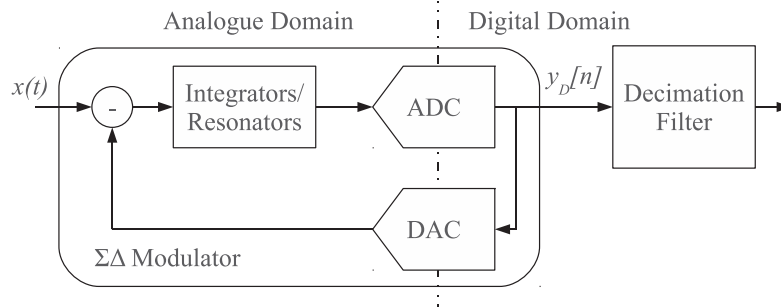 Analogue Domain
Digital Domain
x(t)
-
Integrators/
Resonators
ADC
y_D[n]
Decimation
Filter
DAC
ΣΔ Modulator